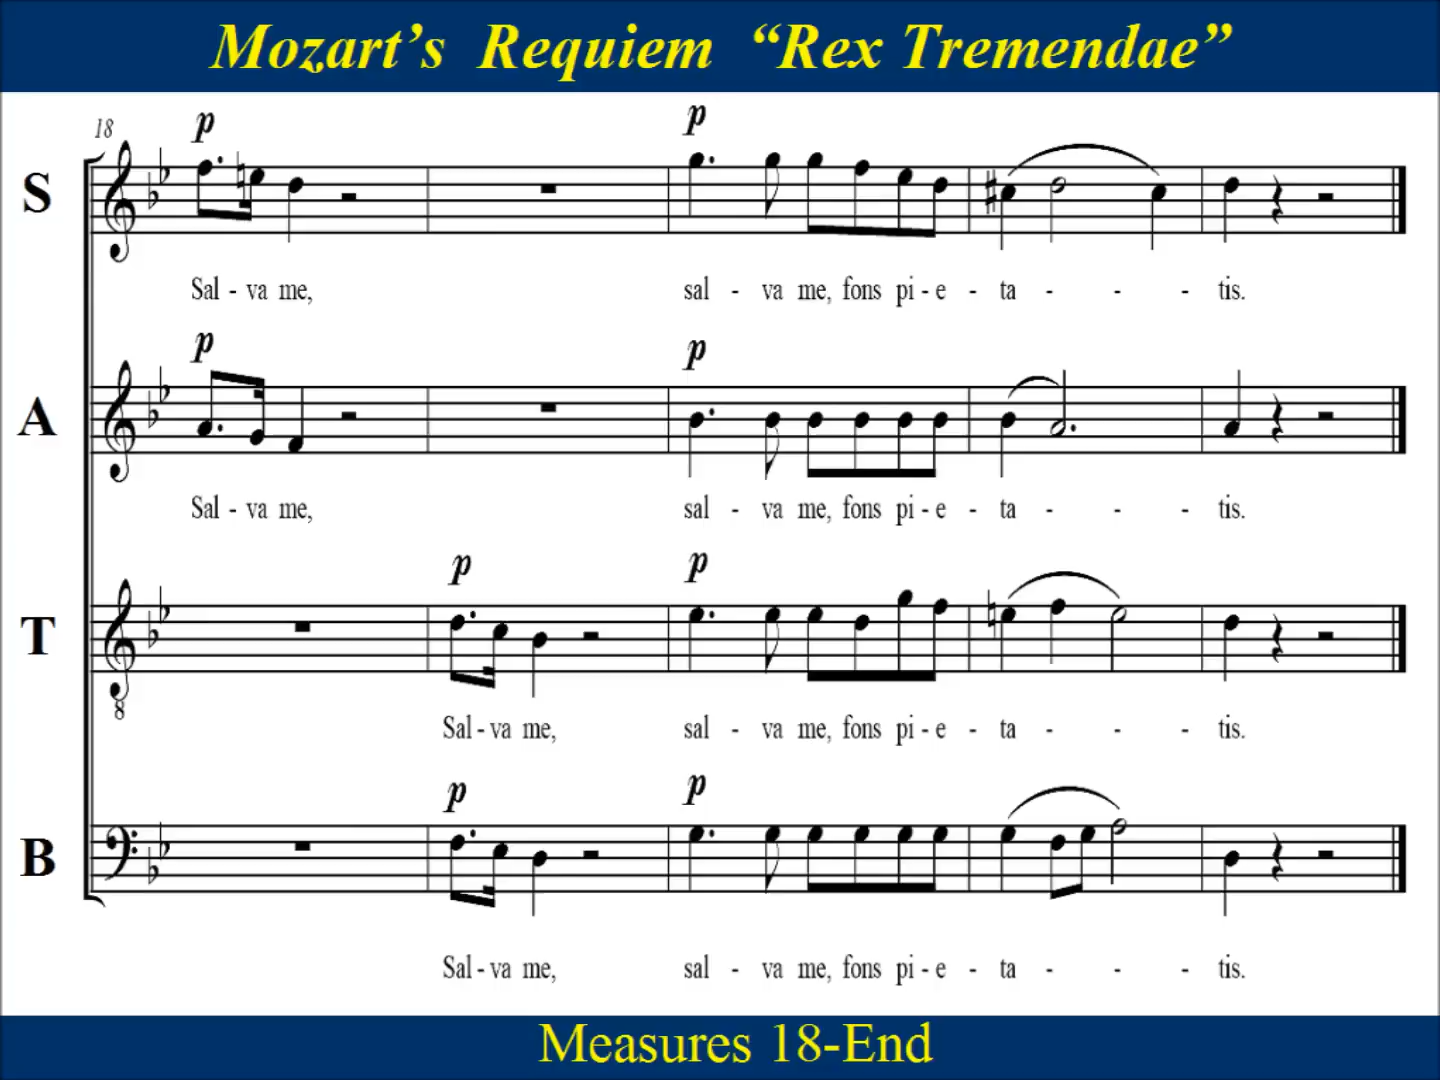 Mozart’s Requiem “Rex Tremendae”
18
p p
S
Sal - va me, sal - va me, fons pi - e - ta - - - tis.
p p
A
Sal - va me, sal - va me, fons pi - e - ta - - - tis.
p p
T
8
Sal - va me, sal - va me, fons pi - e - ta - - - tis.
p p
B
Sal - va me, sal - va me, fons pi - e - ta - - - tis.
Measures 18-End